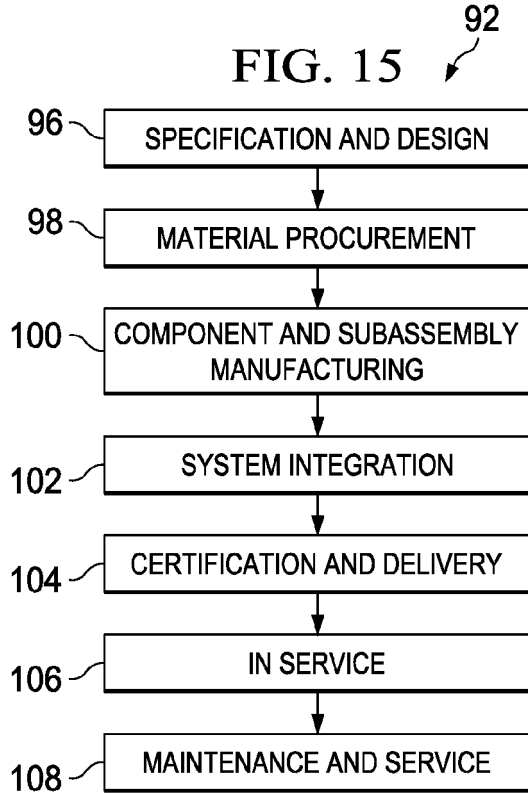 92
FIG. 15
96 SPECIFICATION AND DESIGN
98 MATERIAL PROCUREMENT
100 COMPONENT AND SUBASSEMBLY
MANUFACTURING
102 SYSTEM INTEGRATION
104 CERTIFICATION AND DELIVERY
106 IN SERVICE
108 MAINTENANCE AND SERVICE